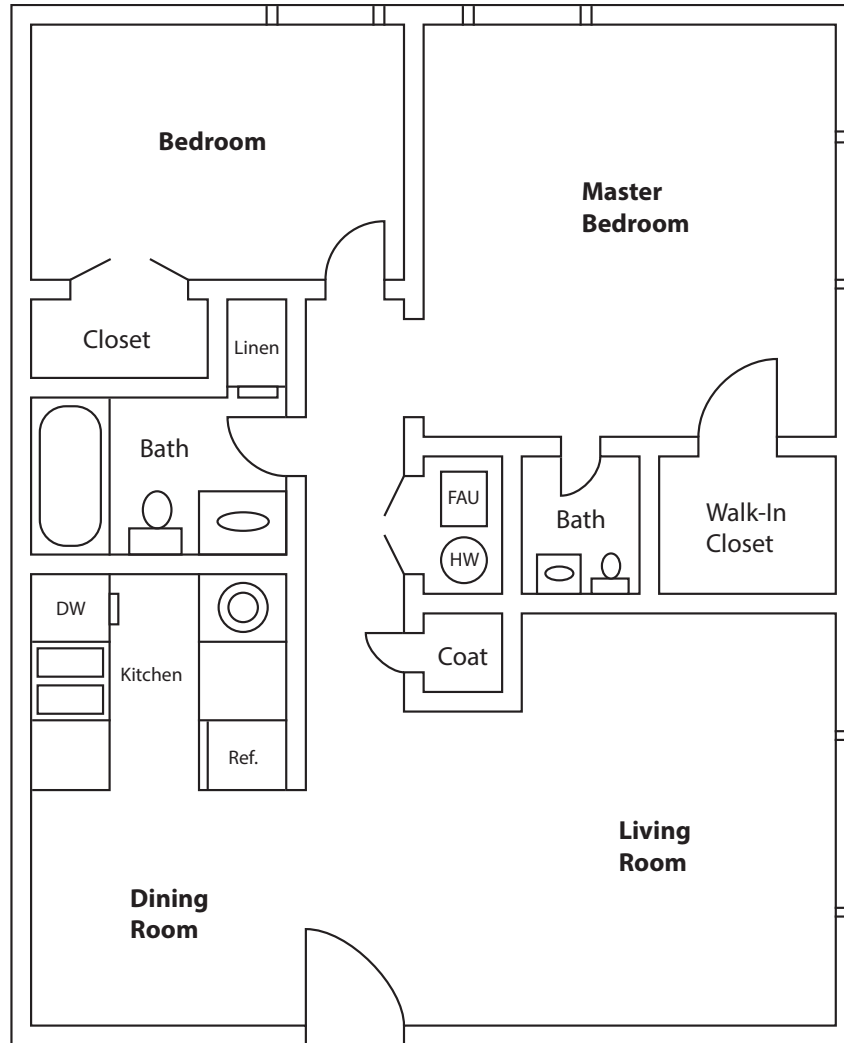 Bedroom
Master
Bedroom
Closet
Linen
Bath
FAU
HW
Bath
Walk-In
Closet
DW
Kitchen
Coat
Ref.
Living
Room
Dining
Room